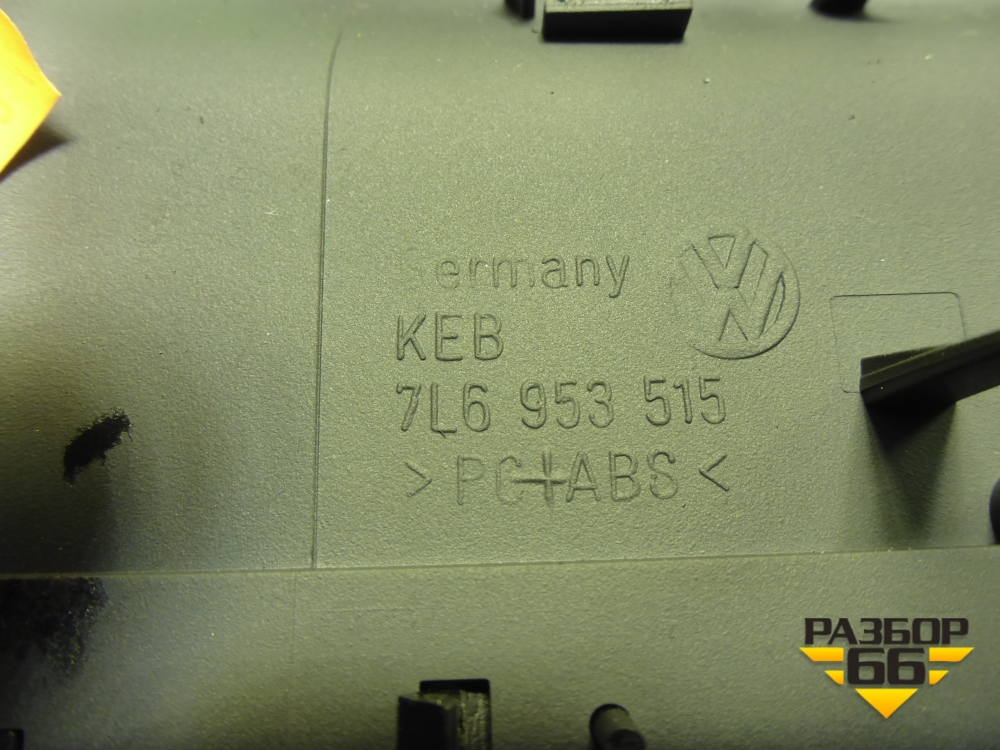 Germany
KEB
7L6 953 515
>PC+ABS<
РАЗБОР
66